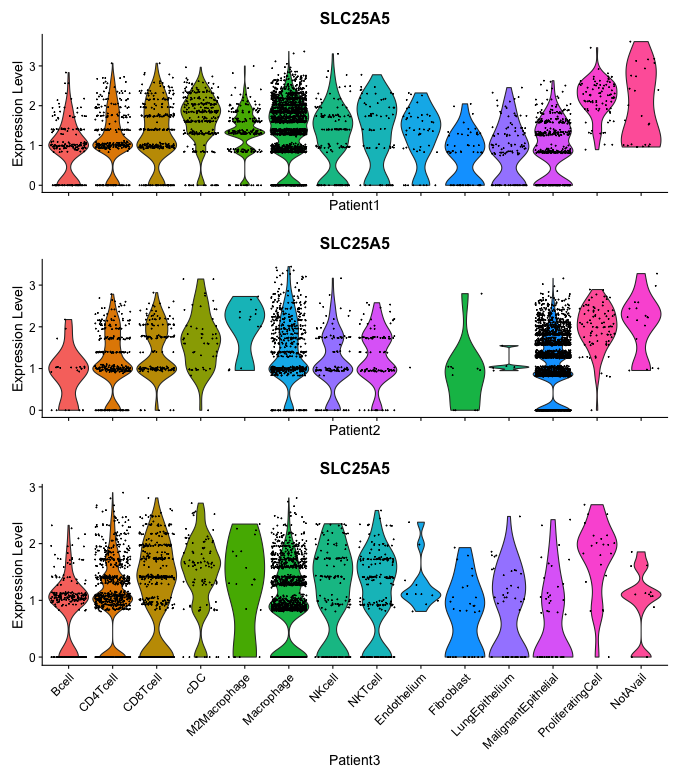 SLC25A5
Expression Level
3
2
1
0
Patient1
SLC25A5
Expression Level
3
2
1
0
Patient2
SLC25A5
Expression Level
3
2
1
0
Bcell
CD4Tcell
CD8Tcell
cDC
M2Macrophage
Macrophage
NKcell
NKTcell
Endothelium
Fibroblast
LungEpithelium
MalignantEpithelial
ProliferatingCell
NotAvail
Patient3